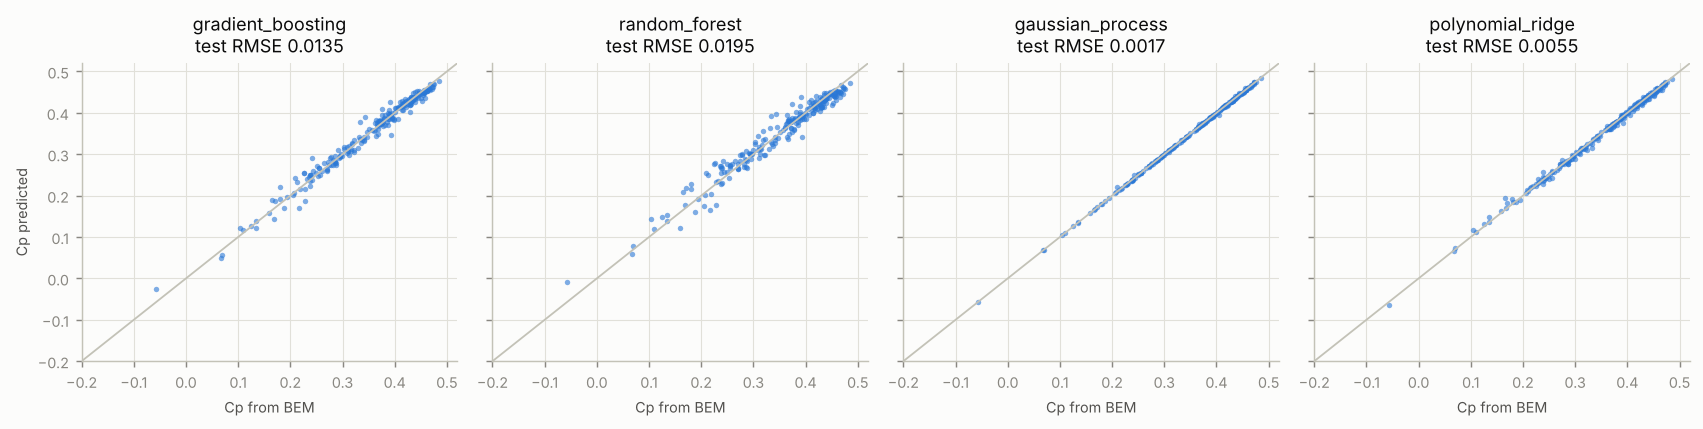 gradient_boosting
test RMSE 0.0135
random_forest
test RMSE 0.0195
gaussian_process
test RMSE 0.0017
polynomial_ridge
test RMSE 0.0055
Cp predicted
0.5
0.4
0.3
0.2
0.1
0.0
−0.1
−0.2
−0.2 −0.1 0.0 0.1 0.2 0.3 0.4 0.5
−0.2 −0.1 0.0 0.1 0.2 0.3 0.4 0.5
−0.2 −0.1 0.0 0.1 0.2 0.3 0.4 0.5
−0.2 −0.1 0.0 0.1 0.2 0.3 0.4 0.5
Cp from BEM
Cp from BEM
Cp from BEM
Cp from BEM